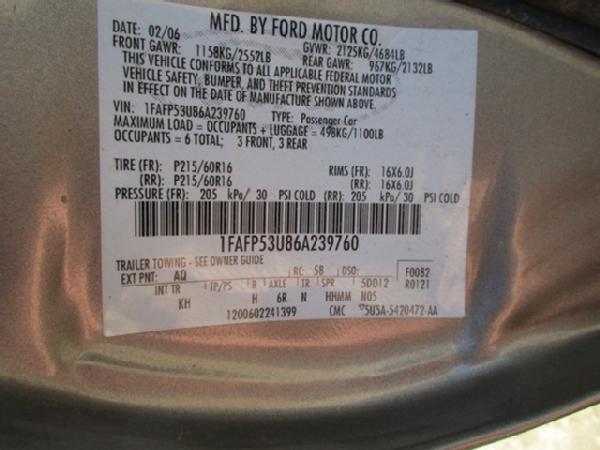 MFD. BY FORD MOTOR CO.
DATE: 02/06 GVWR: 2125KG/4684LB
FRONT GAWR: 1158KG/2552LB REAR GAWR: 967KG/2132LB
THIS VEHICLE CONFORMS TO ALL APPLICABLE FEDERAL MOTOR
VEHICLE SAFETY, BUMPER, AND THEFT PREVENTION STANDARDS
IN EFFECT ON THE DATE OF MANUFACTURE SHOWN ABOVE.
VIN: 1FAFP53U86A239760 TYPE: Passenger Car
MAXIMUM LOAD = OCCUPANTS + LUGGAGE = 498KG/1100LB
OCCUPANTS = 6 TOTAL; 3 FRONT, 3 REAR
TIRE (FR): P215/60R16 RIMS (FR): 16X6.0J
(RR): P215/60R16 (RR): 16X6.0J
PRESSURE (FR): 205 kPa/ 30 PSI COLD (RR): 205 kPa/ 30 PSI COLD
1FAFP53U86A239760
TRAILER TOWING - SEE OWNER GUIDE
EXT PNT: AQ RC: 5B DSO: F0082
INT TR TP/PS R AXLE TR SPR 5D012 R0121
KH H 6R N HHMM NO5
1200602241399 CMC 5U5A-5420472-AA